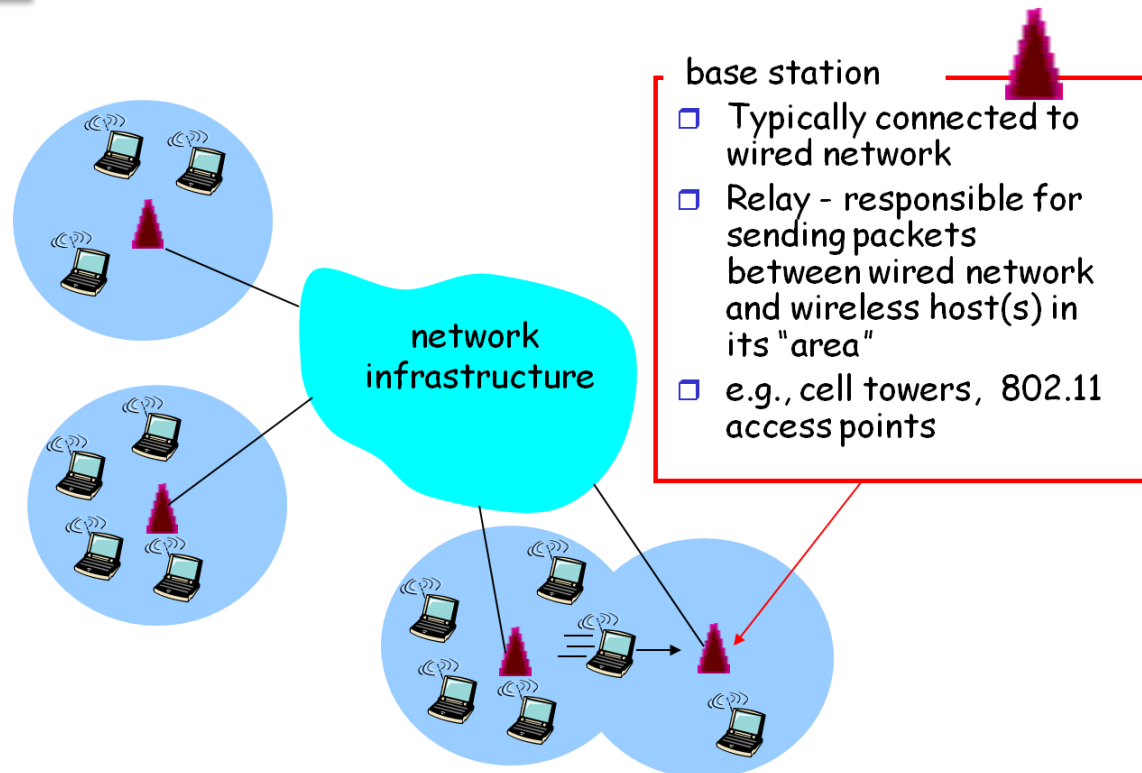 base station
Typically connected to
wired network
Relay - responsible for
sending packets
between wired network
and wireless host(s) in
its "area"
e.g., cell towers, 802.11
access points
network
infrastructure